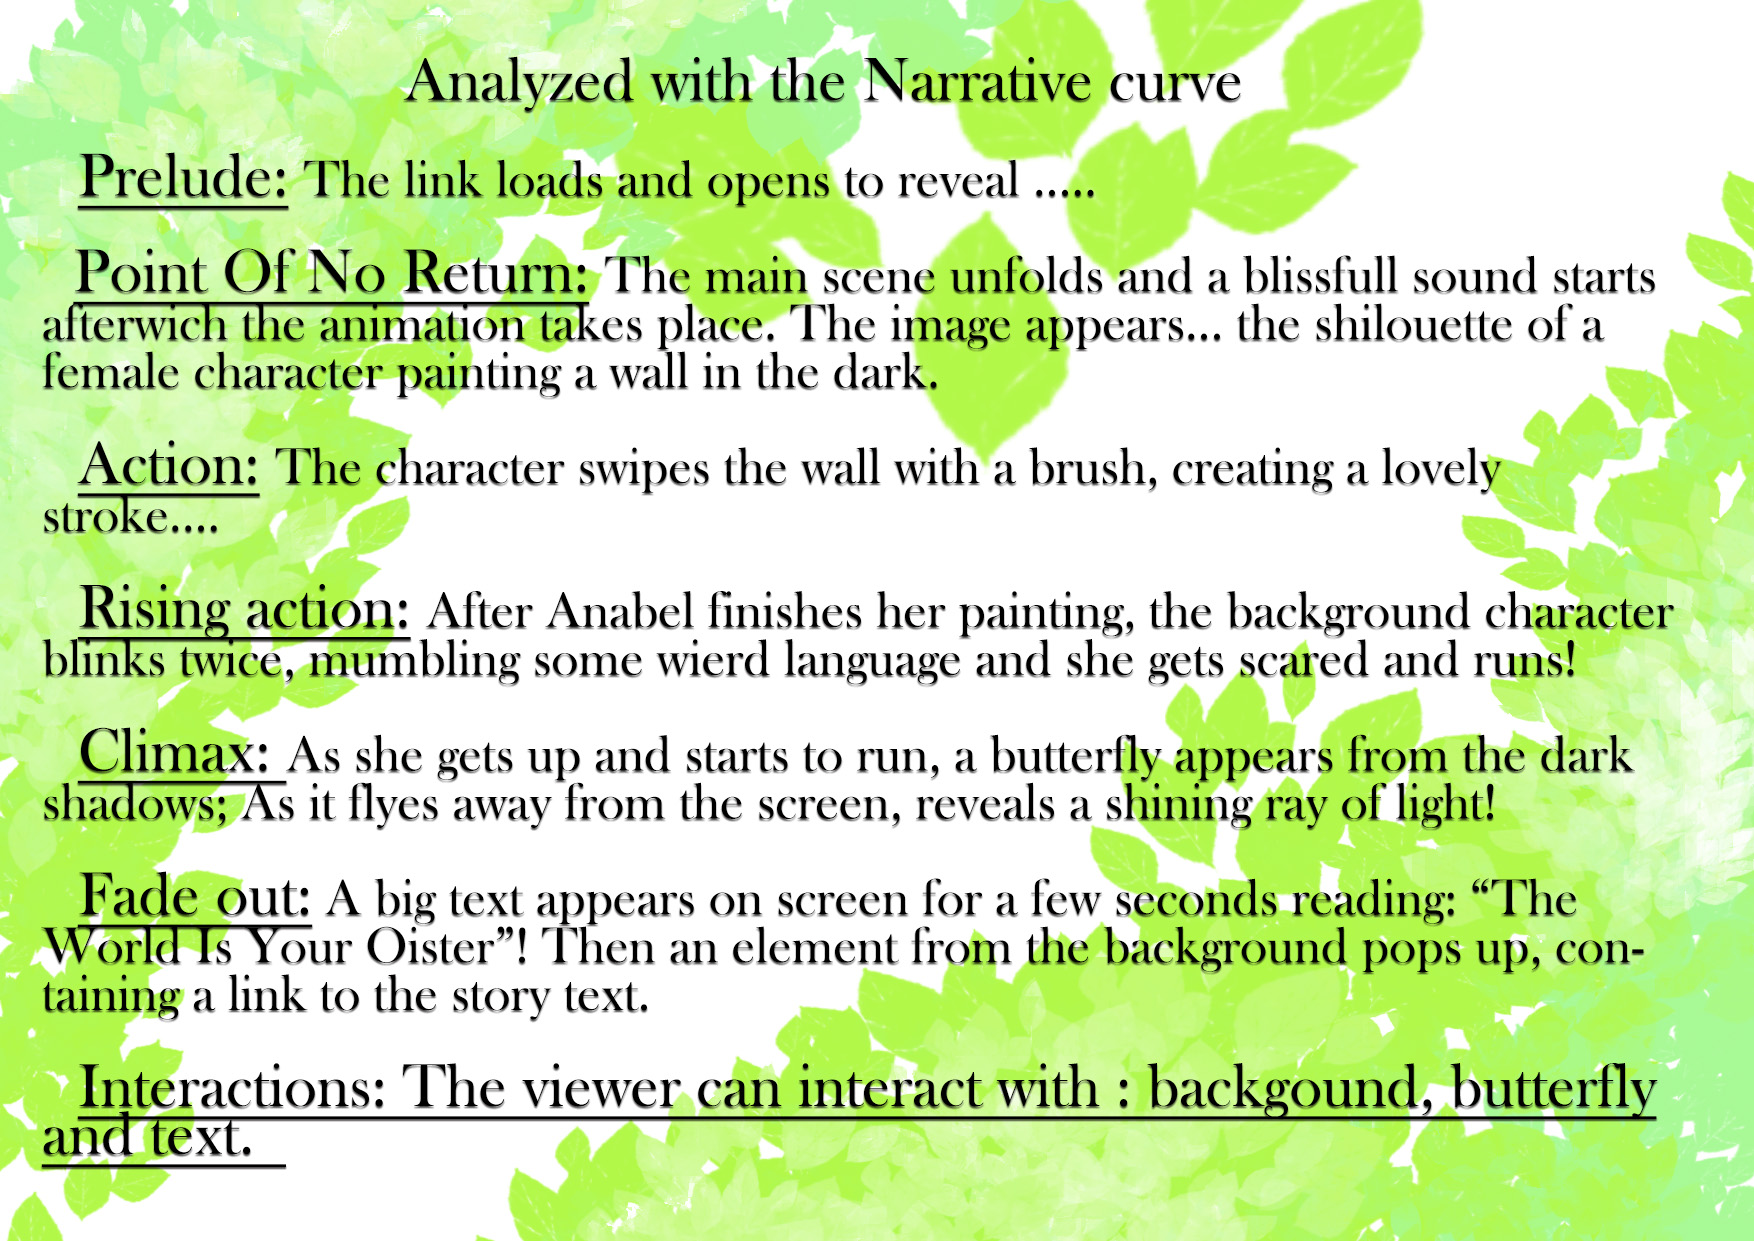 Analyzed with the Narrative curve
Prelude: The link loads and opens to reveal .....
Point Of No Return: The main scene unfolds and a blissfull sound starts
afterwich the animation takes place. The image appears... the shilouette of a
female character painting a wall in the dark.
Action: The character swipes the wall with a brush, creating a lovely
stroke....
Rising action: After Anabel finishes her painting, the background character
blinks twice, mumbling some wierd language and she gets scared and runs!
Climax: As she gets up and starts to run, a butterfly appears from the dark
shadows; As it flyes away from the screen, reveals a shining ray of light!
Fade out: A big text appears on screen for a few seconds reading: “The
World Is Your Oister”! Then an element from the background pops up, con-
taining a link to the story text.
Interactions: The viewer can interact with : backgound, butterfly
and text.